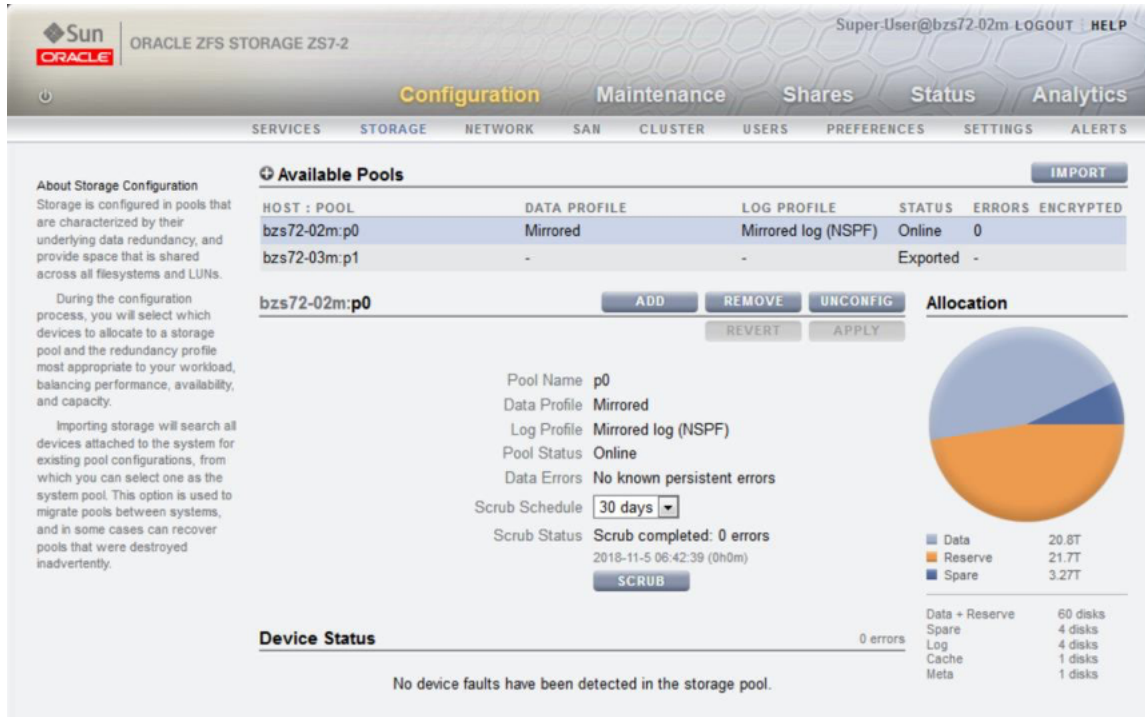 Sun
ORACLE
ORACLE ZFS STORAGE ZS7-2
Super-User@bzs72-02m LOGOUT HELP
Configuration Maintenance Shares Status Analytics
SERVICES STORAGE NETWORK SAN CLUSTER USERS PREFERENCES SETTINGS ALERTS
About Storage Configuration
Storage is configured in pools that
are characterized by their
underlying data redundancy, and
provide space that is shared
across all filesystems and LUNs.
During the configuration
process, you will select which
devices to allocate to a storage
pool and the redundancy profile
most appropriate to your workload,
balancing performance, availability,
and capacity.
Importing storage will search all
devices attached to the system for
existing pool configurations, from
which you can select one as the
system pool. This option is used to
migrate pools between systems,
and in some cases can recover
pools that were destroyed
inadvertently.
Available Pools IMPORT
HOST : POOL DATA PROFILE LOG PROFILE STATUS ERRORS ENCRYPTED
bzs72-02m:p0 Mirrored Mirrored log (NSPF) Online 0
bzs72-03m:p1 - - Exported -
bzs72-02m:p0 ADD REMOVE UNCONFIG
REVERT APPLY
Pool Name p0
Data Profile Mirrored
Log Profile Mirrored log (NSPF)
Pool Status Online
Data Errors No known persistent errors
Scrub Schedule 30 days
Scrub Status Scrub completed: 0 errors
2018-11-5 06:42:39 (0h0m)
SCRUB
Device Status 0 errors
No device faults have been detected in the storage pool.
Allocation
Data 20.8T
Reserve 21.7T
Spare 3.27T
Data + Reserve 60 disks
Spare 4 disks
Log 4 disks
Cache 1 disks
Meta 1 disks